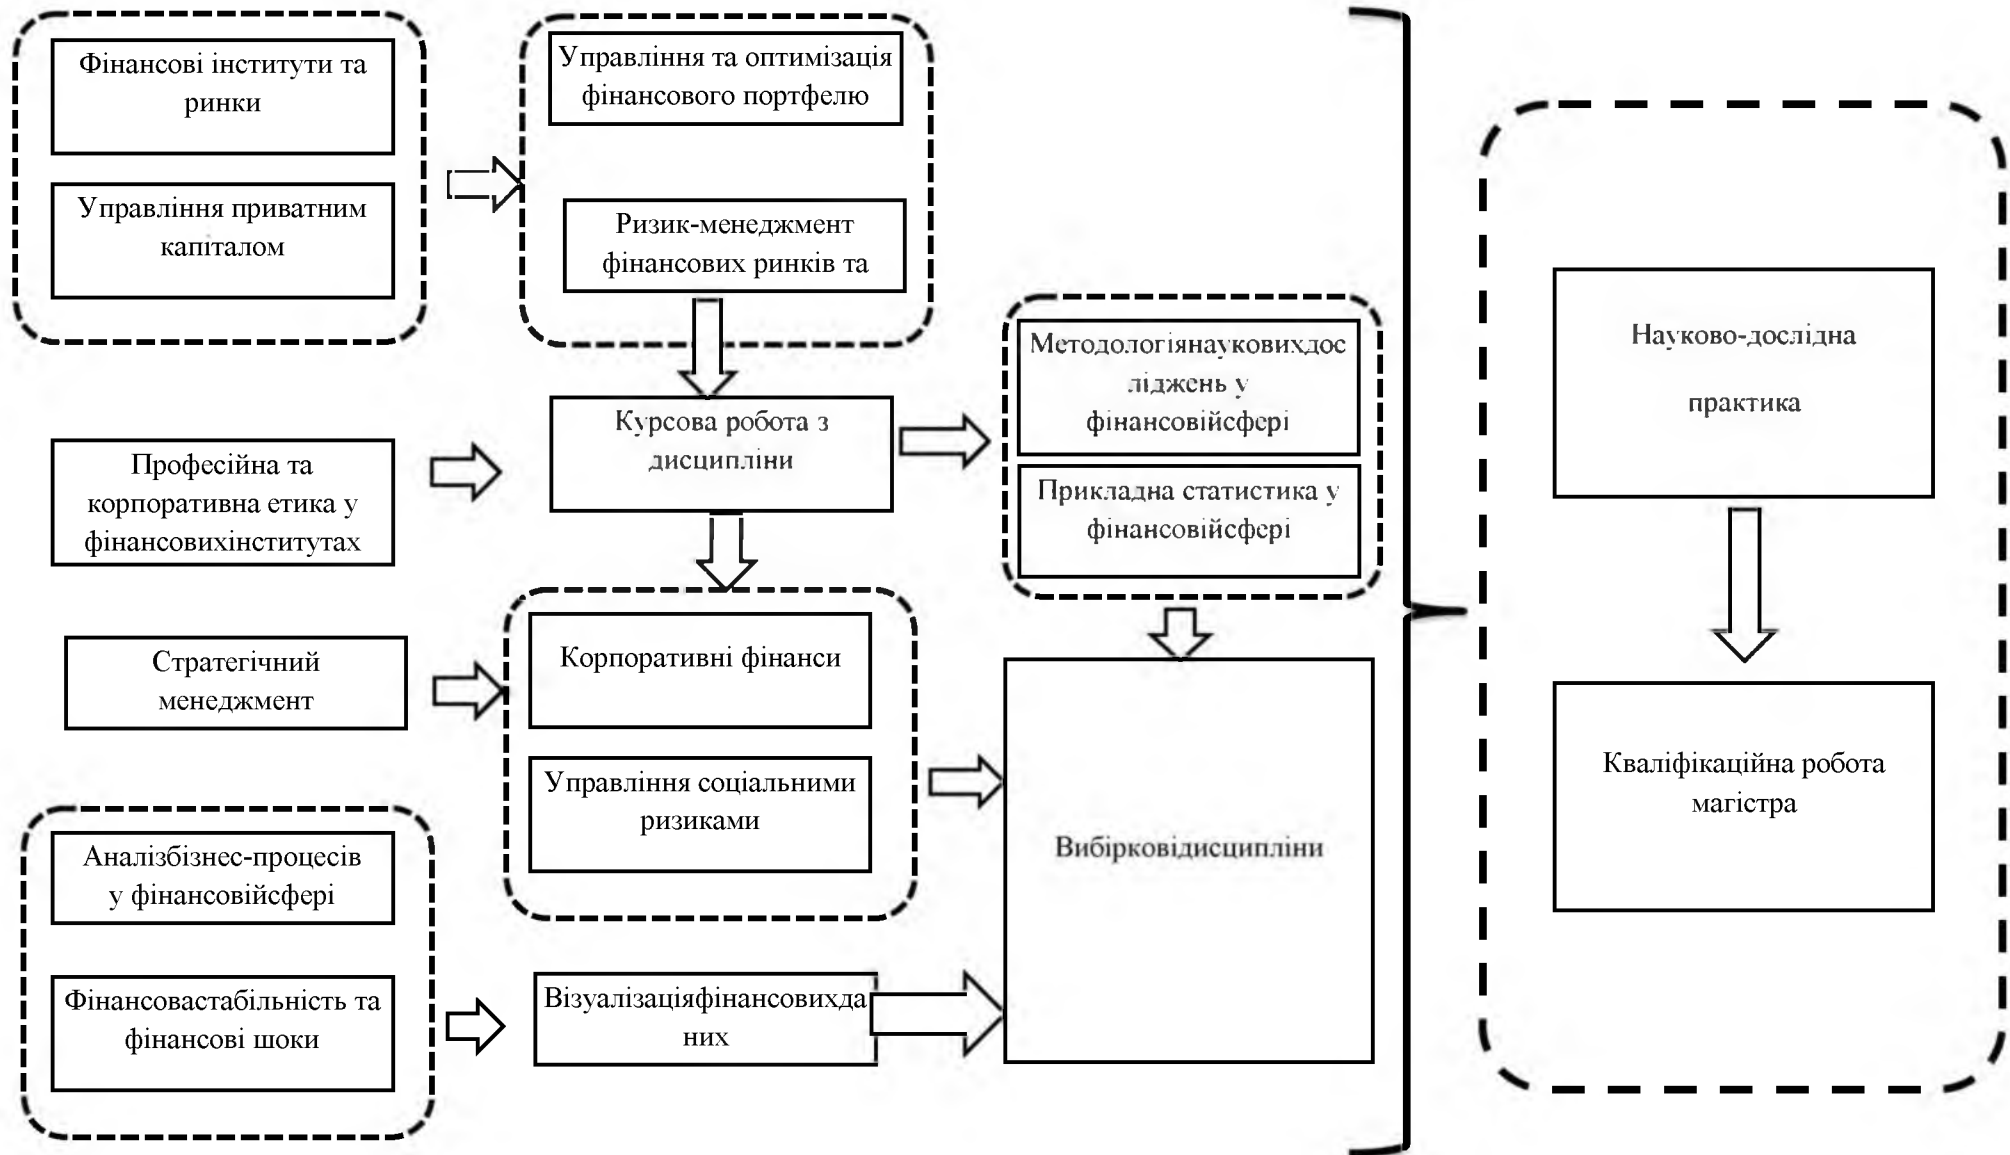 Фінансові інститути та
ринки
Управління приватним
капіталом
Управління та оптимізація
фінансового портфелю
Ризик-менеджмент
фінансових ринків та
Курсова робота з
дисципліни
Професійна та
корпоративна етика у
фінансовихінститутах
Стратегічний
менеджмент
Корпоративні фінанси
Управління соціальними
ризиками
Аналізбізнес-процесів
у фінансовійсфері
Фінансовастабільність та
фінансові шоки
Візуалізаціяфінансовихда
них
Методологіянауковихдос
ліджень у
фінансовійсфері
Прикладна статистика у
фінансовійсфері
Вибірковідисципліни
Науково-дослідна
практика
Кваліфікаційна робота
магістра